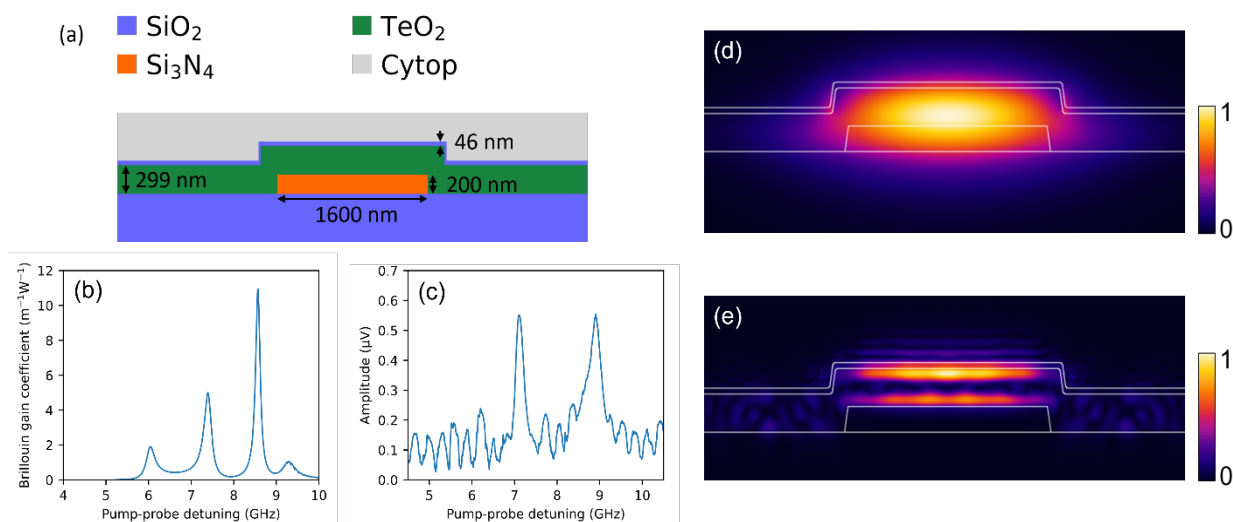 (a)
SiO₂
TeO₂
Si₃N₄
Cytop
46 nm
299 nm
200 nm
1600 nm
(b)
Brillouin gain coefficient (m⁻¹W⁻¹)
12
10
8
6
4
2
0
4 5 6 7 8 9 10
Pump-probe detuning (GHz)
(c)
Amplitude (μV)
0.7
0.6
0.5
0.4
0.3
0.2
0.1
0.0
5 6 7 8 9 10
Pump-probe detuning (GHz)
(d)
1
0
(e)
1
0